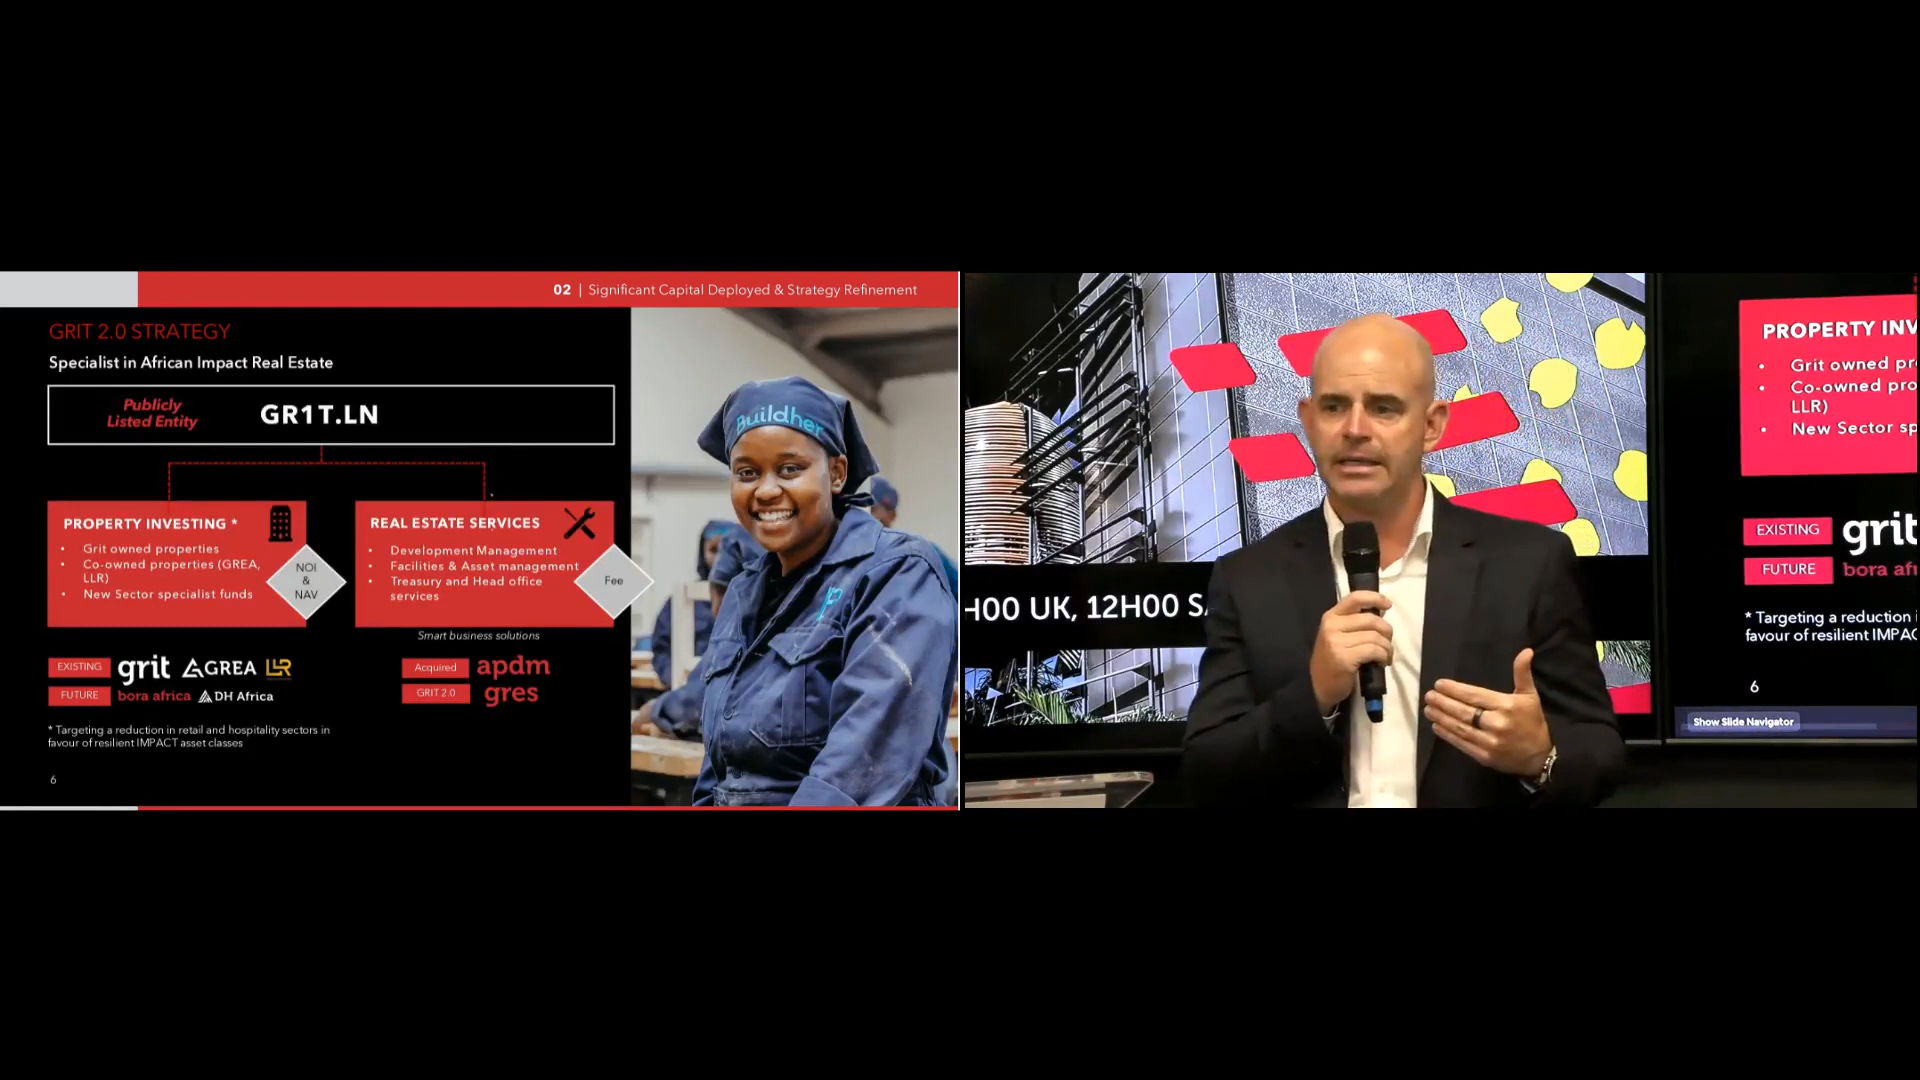 02 | Significant Capital Deployed & Strategy Refinement
GRIT 2.0 STRATEGY
Specialist in African Impact Real Estate
Publicly
Listed Entity
GR1T.LN
PROPERTY INVESTING *
• Grit owned properties
• Co-owned properties (GREA,
LLR)
• New Sector specialist funds
NOI
&
NAV
REAL ESTATE SERVICES
• Development Management
• Facilities & Asset management
• Treasury and Head office
services
Fee
Smart business solutions
EXISTING grit GREA LLR
FUTURE bora africa DH Africa
Acquired apdm
GRIT 2.0 gres
* Targeting a reduction in retail and hospitality sectors in
favour of resilient IMPACT asset classes
6
Buildher
H00 UK, 12H00 SA
PROPERTY INV
• Grit owned pr
• Co-owned pro
LLR)
• New Sector sp
EXISTING grit
FUTURE bora afr
* Targeting a reduction i
favour of resilient IMPAC
6
Show Slide Navigator